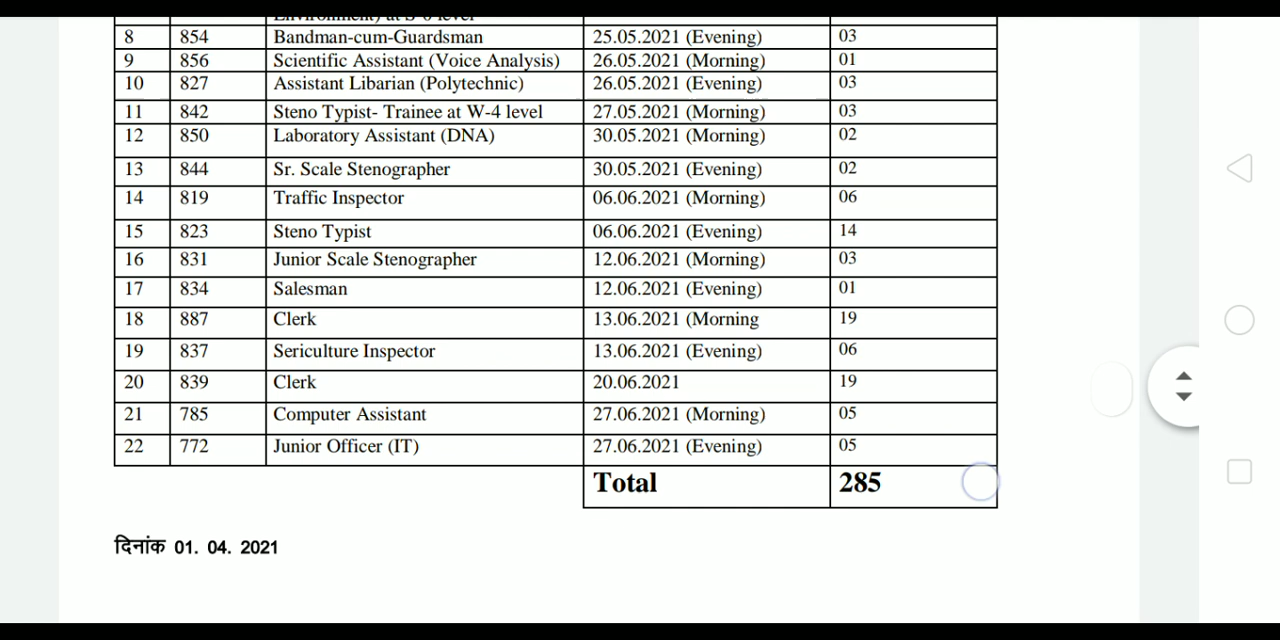 Environment) at S-6 level
8 854 Bandman-cum-Guardsman 25.05.2021 (Evening) 03
9 856 Scientific Assistant (Voice Analysis) 26.05.2021 (Morning) 01
10 827 Assistant Libarian (Polytechnic) 26.05.2021 (Evening) 03
11 842 Steno Typist- Trainee at W-4 level 27.05.2021 (Morning) 03
12 850 Laboratory Assistant (DNA) 30.05.2021 (Morning) 02
13 844 Sr. Scale Stenographer 30.05.2021 (Evening) 02
14 819 Traffic Inspector 06.06.2021 (Morning) 06
15 823 Steno Typist 06.06.2021 (Evening) 14
16 831 Junior Scale Stenographer 12.06.2021 (Morning) 03
17 834 Salesman 12.06.2021 (Evening) 01
18 887 Clerk 13.06.2021 (Morning 19
19 837 Sericulture Inspector 13.06.2021 (Evening) 06
20 839 Clerk 20.06.2021 19
21 785 Computer Assistant 27.06.2021 (Morning) 05
22 772 Junior Officer (IT) 27.06.2021 (Evening) 05
Total 285
दिनांक 01. 04. 2021